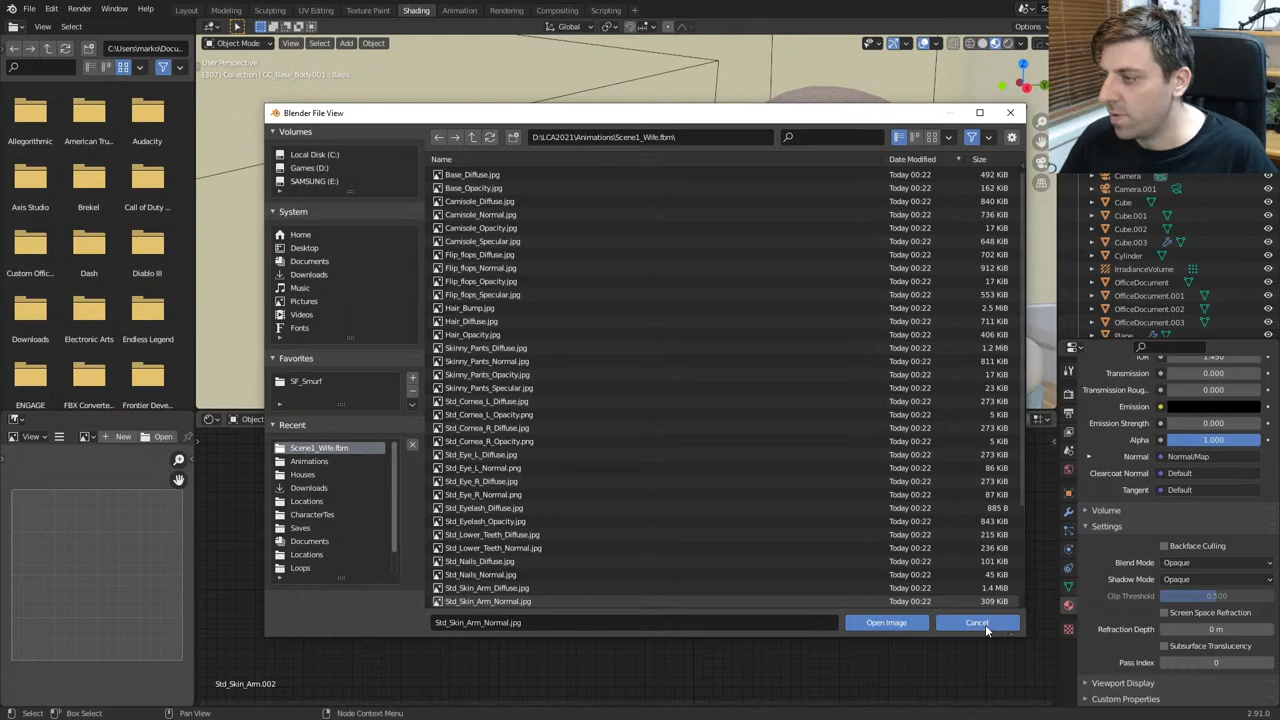 File Edit Render Window Help Layout Modeling Sculpting UV Editing Texture Paint Shading Animation Rendering Compositing Scripting
View Select Global Options
Object Mode View Select Add Object
C:\Users\marko\Docu...
User Perspective
(307) Collection | CC_Base_Body001 : Basis
Allegorithmic American Tru... Audacity
Axis Studio Brekel Call of Duty ...
Custom Offic... Dash Diablo III
Downloads Electronic Arts Endless Legend
ENGAGE FBX Converte... Frontier Deve...
View New Open
Object
Std_Skin_Arm.002
Blender File View
Volumes
Local Disk (C:)
Games (D:)
SAMSUNG (E:)
System
Home
Desktop
Documents
Downloads
Music
Pictures
Videos
Fonts
Favorites
SF_Smurf
Recent
Scene1_Wife.fbm
Animations
Houses
Downloads
Locations
CharacterTes
Saves
Documents
Locations
Loops
D:\LCA2021\Animations\Scene1_Wife.fbm\
Name Date Modified Size
Base_Diffuse.jpg Today 00:22 492 KiB
Base_Opacity.jpg Today 00:22 162 KiB
Camisole_Diffuse.jpg Today 00:22 840 KiB
Camisole_Normal.jpg Today 00:22 736 KiB
Camisole_Opacity.jpg Today 00:22 17 KiB
Camisole_Specular.jpg Today 00:22 648 KiB
Flip_flops_Diffuse.jpg Today 00:22 702 KiB
Flip_flops_Normal.jpg Today 00:22 912 KiB
Flip_flops_Opacity.jpg Today 00:22 17 KiB
Flip_flops_Specular.jpg Today 00:22 553 KiB
Hair_Bump.jpg Today 00:22 2.5 MiB
Hair_Diffuse.jpg Today 00:22 711 KiB
Hair_Opacity.jpg Today 00:22 406 KiB
Skinny_Pants_Diffuse.jpg Today 00:22 1.2 MiB
Skinny_Pants_Normal.jpg Today 00:22 811 KiB
Skinny_Pants_Opacity.jpg Today 00:22 17 KiB
Skinny_Pants_Specular.jpg Today 00:22 23 KiB
Std_Cornea_L_Diffuse.jpg Today 00:22 273 KiB
Std_Cornea_L_Opacity.png Today 00:22 5 KiB
Std_Cornea_R_Diffuse.jpg Today 00:22 273 KiB
Std_Cornea_R_Opacity.png Today 00:22 5 KiB
Std_Eye_L_Diffuse.jpg Today 00:22 273 KiB
Std_Eye_L_Normal.png Today 00:22 86 KiB
Std_Eye_R_Diffuse.jpg Today 00:22 273 KiB
Std_Eye_R_Normal.png Today 00:22 87 KiB
Std_Eyelash_Diffuse.jpg Today 00:22 885 B
Std_Eyelash_Opacity.jpg Today 00:22 843 KiB
Std_Lower_Teeth_Diffuse.jpg Today 00:22 215 KiB
Std_Lower_Teeth_Normal.jpg Today 00:22 236 KiB
Std_Nails_Diffuse.jpg Today 00:22 101 KiB
Std_Nails_Normal.jpg Today 00:22 45 KiB
Std_Skin_Arm_Diffuse.jpg Today 00:22 1.4 MiB
Std_Skin_Arm_Normal.jpg Today 00:22 309 KiB
Std_Skin_Arm_Normal.jpg Open Image Cancel
Camera
Camera.001
Cube
Cube.001
Cube.002
Cube.003
Cylinder
IrradianceVolume
OfficeDocument
OfficeDocument.001
OfficeDocument.002
OfficeDocument.003
Plane
IOR 1.450
Transmission 0.000
Transmission Roug... 0.000
Emission
Emission Strength 0.000
Alpha 1.000
Normal Normal/Map
Clearcoat Normal Default
Tangent Default
Volume
Settings
Backface Culling
Blend Mode Opaque
Shadow Mode Opaque
Clip Threshold 0.500
Screen Space Refraction
Refraction Depth 0 m
Subsurface Translucency
Pass Index 0
Viewport Display
Custom Properties
Select Box Select Pan View Node Context Menu 2.91.0